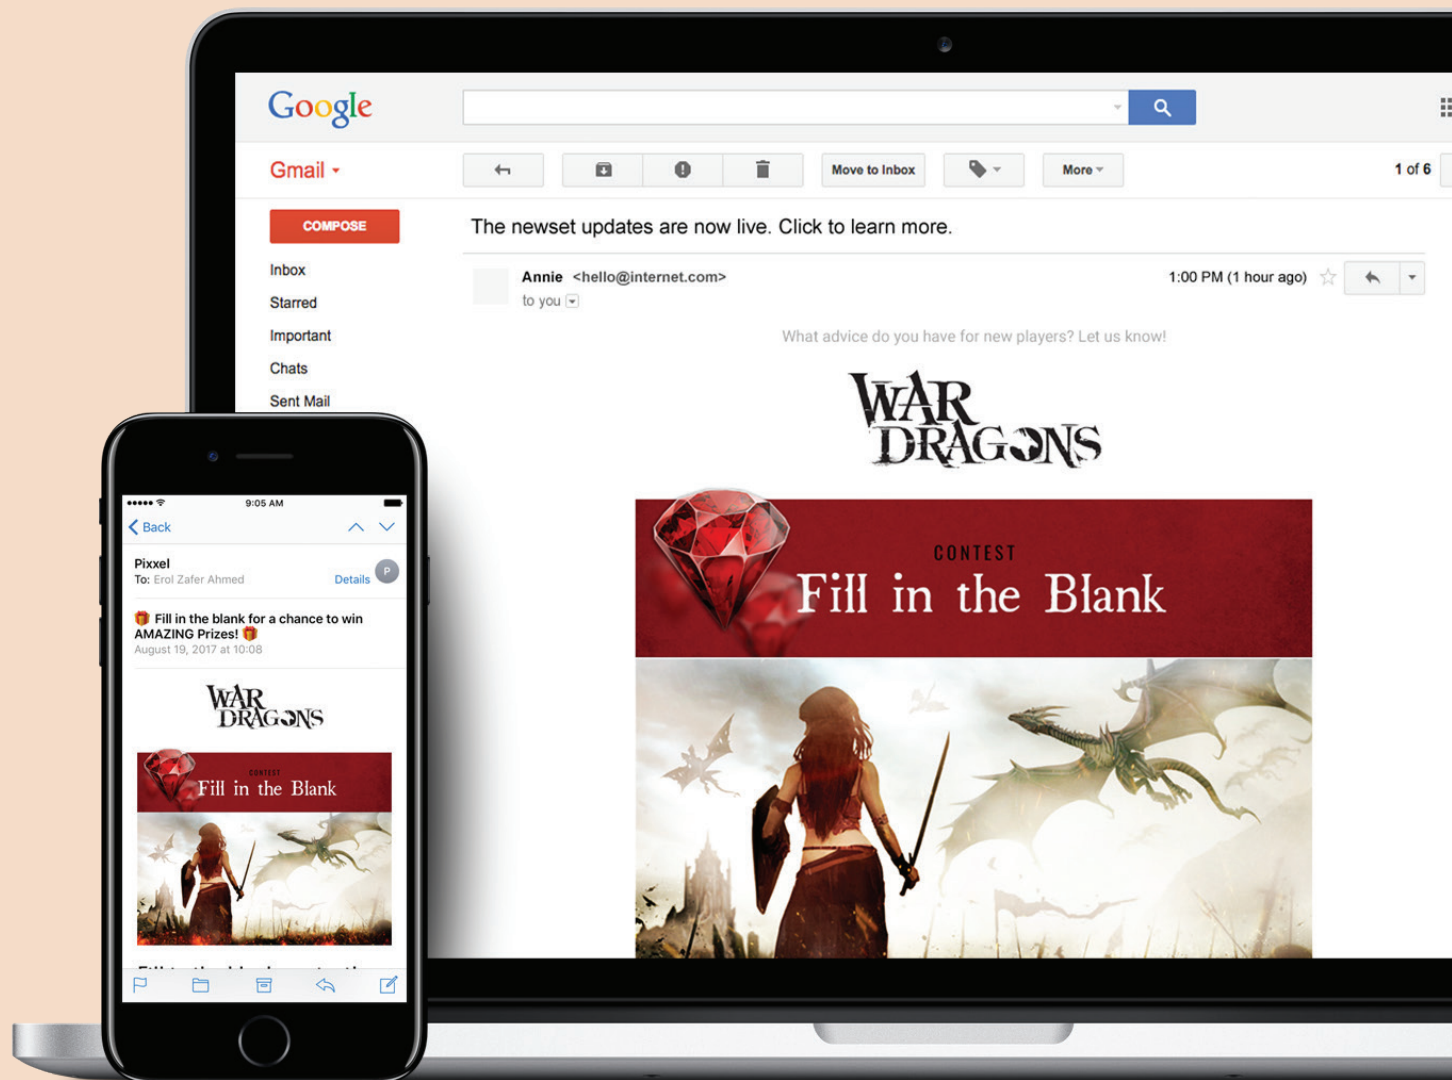 Google
Gmail
Move to Inbox
More
1 of 6
COMPOSE
The newset updates are now live. Click to learn more.
Inbox
Starred
Important
Chats
Sent Mail
Annie <hello@internet.com>
1:00 PM (1 hour ago)
to you
What advice do you have for new players? Let us know!
WAR
DRAGONS
CONTEST
Fill in the Blank
9:05 AM
Back
Pixxel
To: Erol Zafer Ahmed
Details
P
🎁 Fill in the blank for a chance to win
AMAZING Prizes! 🎁
August 19, 2017 at 10:08
WAR
DRAGONS
CONTEST
Fill in the Blank